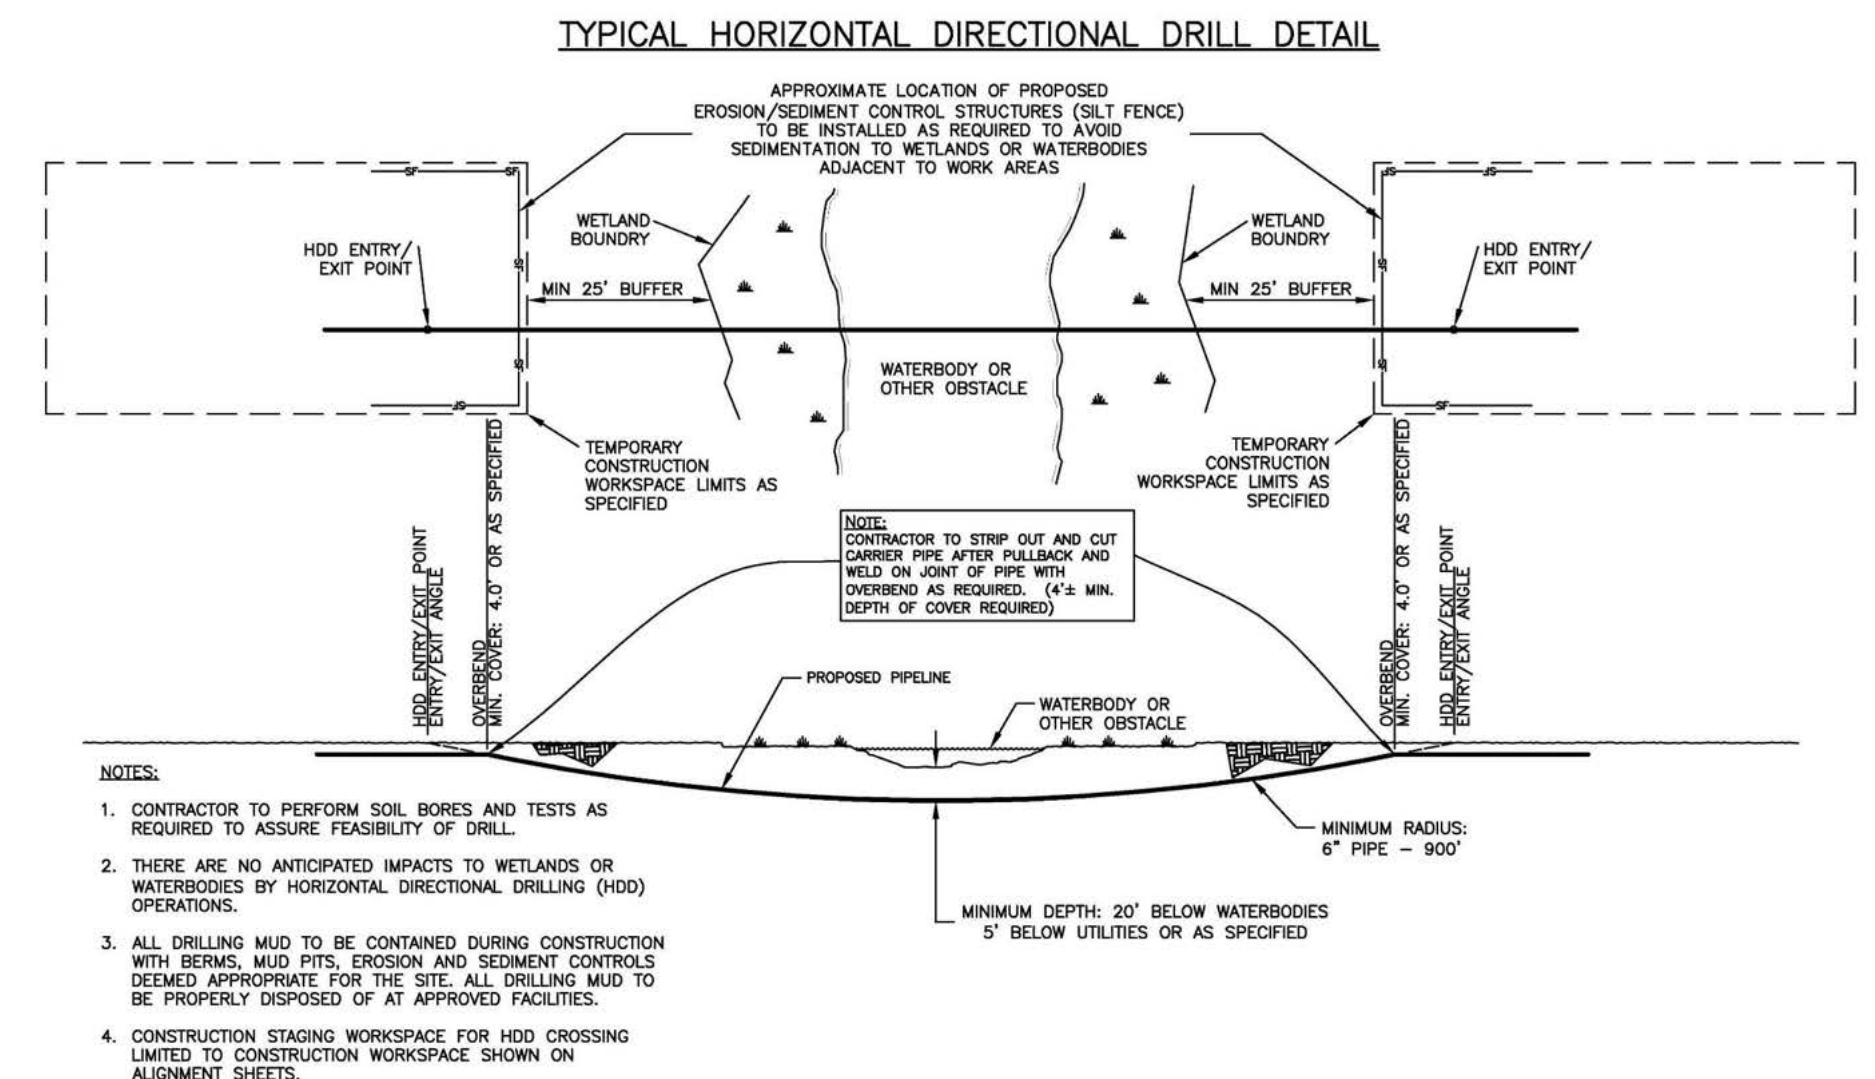 TYPICAL HORIZONTAL DIRECTIONAL DRILL DETAIL
APPROXIMATE LOCATION OF PROPOSED
EROSION/SEDIMENT CONTROL STRUCTURES (SILT FENCE)
TO BE INSTALLED AS REQUIRED TO AVOID
SEDIMENTATION TO WETLANDS OR WATERBODIES
ADJACENT TO WORK AREAS
SF
SF
SF
SF
WETLAND
BOUNDRY
WETLAND
BOUNDRY
HDD ENTRY/
EXIT POINT
HDD ENTRY/
EXIT POINT
SF
SF
MIN 25' BUFFER
MIN 25' BUFFER
SF
SF
WATERBODY OR
OTHER OBSTACLE
SF
SF
TEMPORARY
CONSTRUCTION
WORKSPACE LIMITS AS
SPECIFIED
TEMPORARY
CONSTRUCTION
WORKSPACE LIMITS AS
SPECIFIED
HDD ENTRY/EXIT POINT
ENTRY/EXIT ANGLE
OVERBEND
MIN. COVER: 4.0' OR AS SPECIFIED
NOTE:
CONTRACTOR TO STRIP OUT AND CUT
CARRIER PIPE AFTER PULLBACK AND
WELD ON JOINT OF PIPE WITH
OVERBEND AS REQUIRED. (4'± MIN.
DEPTH OF COVER REQUIRED)
OVERBEND
MIN. COVER: 4.0' OR AS SPECIFIED
HDD ENTRY/EXIT POINT
ENTRY/EXIT ANGLE
PROPOSED PIPELINE
WATERBODY OR
OTHER OBSTACLE
MINIMUM RADIUS:
6" PIPE - 900'
MINIMUM DEPTH: 20' BELOW WATERBODIES
5' BELOW UTILITIES OR AS SPECIFIED
NOTES:
1. CONTRACTOR TO PERFORM SOIL BORES AND TESTS AS
REQUIRED TO ASSURE FEASIBILITY OF DRILL.
2. THERE ARE NO ANTICIPATED IMPACTS TO WETLANDS OR
WATERBODIES BY HORIZONTAL DIRECTIONAL DRILLING (HDD)
OPERATIONS.
3. ALL DRILLING MUD TO BE CONTAINED DURING CONSTRUCTION
WITH BERMS, MUD PITS, EROSION AND SEDIMENT CONTROLS
DEEMED APPROPRIATE FOR THE SITE. ALL DRILLING MUD TO
BE PROPERLY DISPOSED OF AT APPROVED FACILITIES.
4. CONSTRUCTION STAGING WORKSPACE FOR HDD CROSSING
LIMITED TO CONSTRUCTION WORKSPACE SHOWN ON
ALIGNMENT SHEETS.